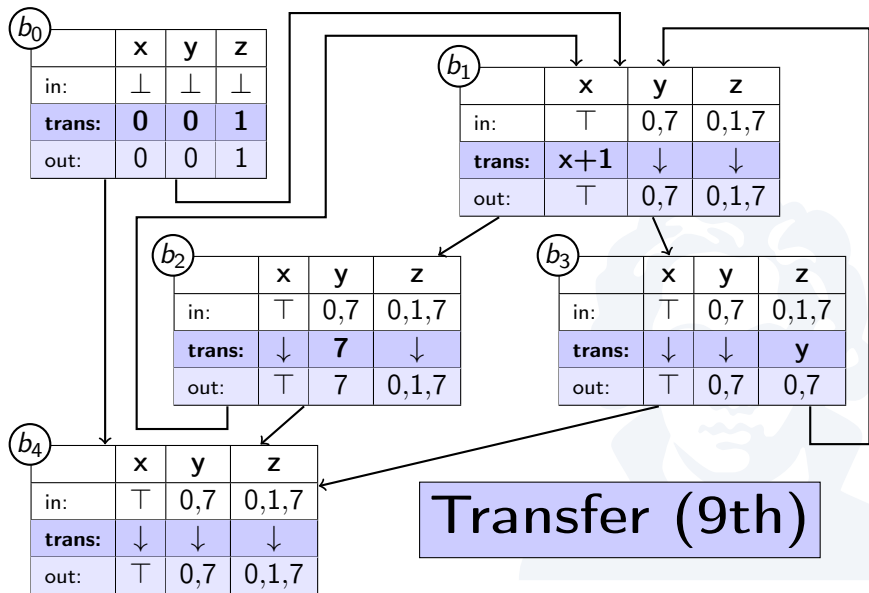 b0
x y z
in: ⊥ ⊥ ⊥
trans: 0 0 1
out: 0 0 1
b1
x y z
in: ⊤ 0,7 0,1,7
trans: x+1 ↓ ↓
out: ⊤ 0,7 0,1,7
b2
x y z
in: ⊤ 0,7 0,1,7
trans: ↓ 7 ↓
out: ⊤ 7 0,1,7
b3
x y z
in: ⊤ 0,7 0,1,7
trans: ↓ ↓ y
out: ⊤ 0,7 0,7
b4
x y z
in: ⊤ 0,7 0,1,7
trans: ↓ ↓ ↓
out: ⊤ 0,7 0,1,7
Transfer (9th)